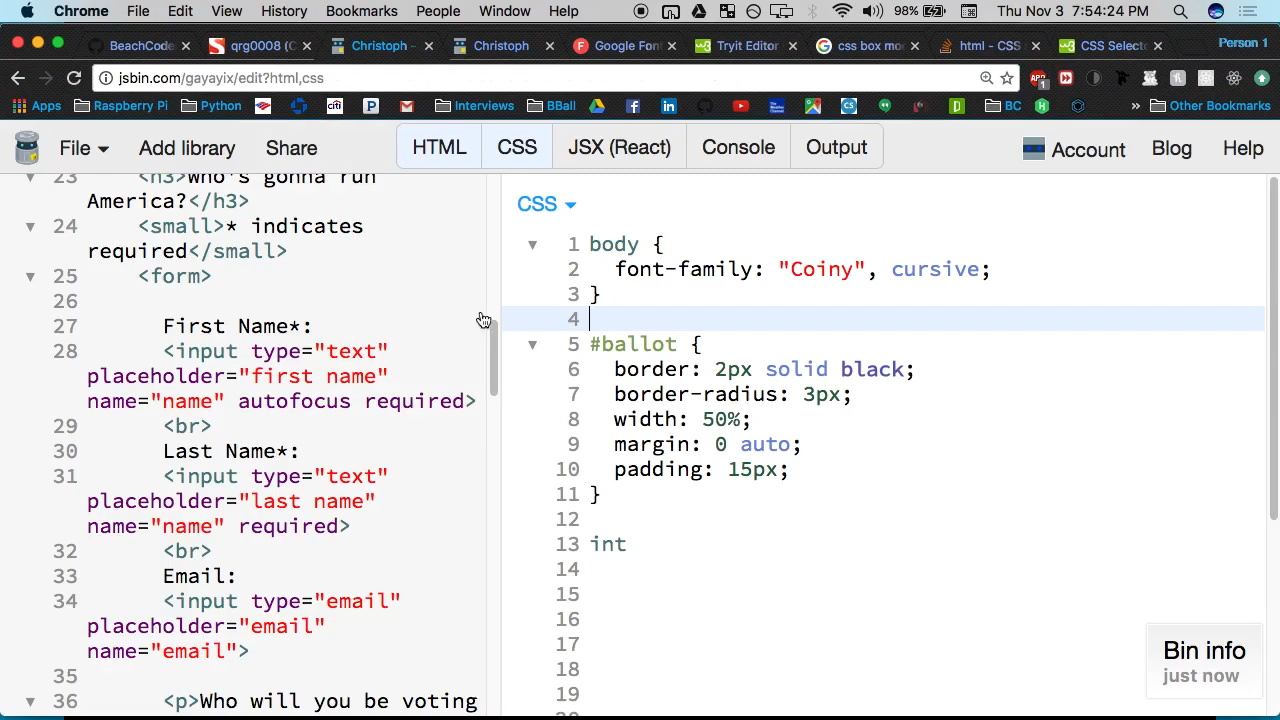 Chrome File Edit View History Bookmarks People Window Help 98% Thu Nov 3 7:54:24 PM
BeachCode qrg0008 (C Christoph – Christoph Google Fon Tryit Editor css box mo html - CSS CSS Select Person 1
jsbin.com/gayayix/edit?html,css
Apps Raspberry Pi Python citi Interviews BBall BC » Other Bookmarks
File Add library Share HTML CSS JSX (React) Console Output Account Blog Help
23 <h3>Who's gonna run
America?</h3>
24 <small>* indicates
required</small>
25 <form>
26
27 First Name*:
28 <input type="text"
placeholder="first name"
name="name" autofocus required>
29 <br>
30 Last Name*:
31 <input type="text"
placeholder="last name"
name="name" required>
32 <br>
33 Email:
34 <input type="email"
placeholder="email"
name="email">
35
36 <p>Who will you be voting
CSS
1 body {
2 font-family: "Coiny", cursive;
3 }
4
5 #ballot {
6 border: 2px solid black;
7 border-radius: 3px;
8 width: 50%;
9 margin: 0 auto;
10 padding: 15px;
11 }
12
13 int
14
15
16
17
18
19
Bin info
just now